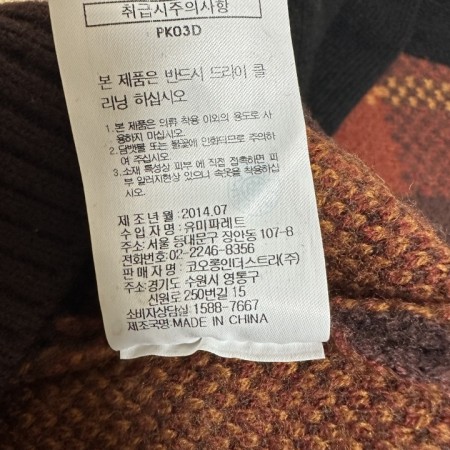 취급시주의사항
PK03D
본 제품은 반드시 드라이 클
리닝 하십시오
1. 본 제품은 의류 착용 이외의 용도로 사
용하지 마십시오.
2. 담뱃불 또는 불꽃에 인화되므로 주의하
여 주십시오.
3. 소재 특성상 피부에 직접 접촉하면 피
부 알러지현상 있으니 속옷을 착용하십
시오.
제 조 년 월 : 2014.07
수 입 자 명 : 유미파레트
주소: 서울 동대문구 장안동 107-8
전화번호: 02-2246-8356
판 매 자 명 : 코오롱인더스트리(주)
주소:경기도 수원시 영통구
신원로 250번길 15
소비자상담실: 1588-7667
제조국명:MADE IN CHINA